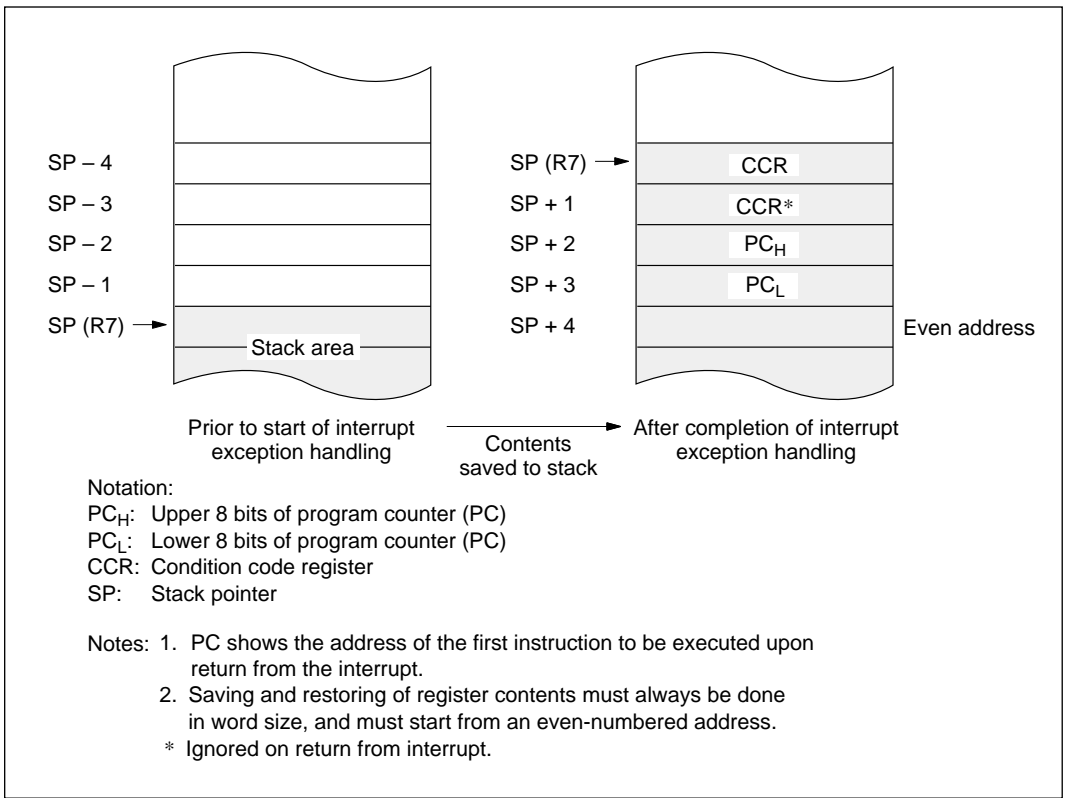 SP – 4
SP – 3
SP – 2
SP – 1
SP (R7)
Stack area
SP (R7)
CCR
SP + 1
CCR*
SP + 2
PCH
SP + 3
PCL
SP + 4
Even address
Prior to start of interrupt
exception handling
Contents
saved to stack
After completion of interrupt
exception handling
Notation:
PCH: Upper 8 bits of program counter (PC)
PCL: Lower 8 bits of program counter (PC)
CCR: Condition code register
SP: Stack pointer
Notes: 1. PC shows the address of the first instruction to be executed upon
return from the interrupt.
2. Saving and restoring of register contents must always be done
in word size, and must start from an even-numbered address.
* Ignored on return from interrupt.